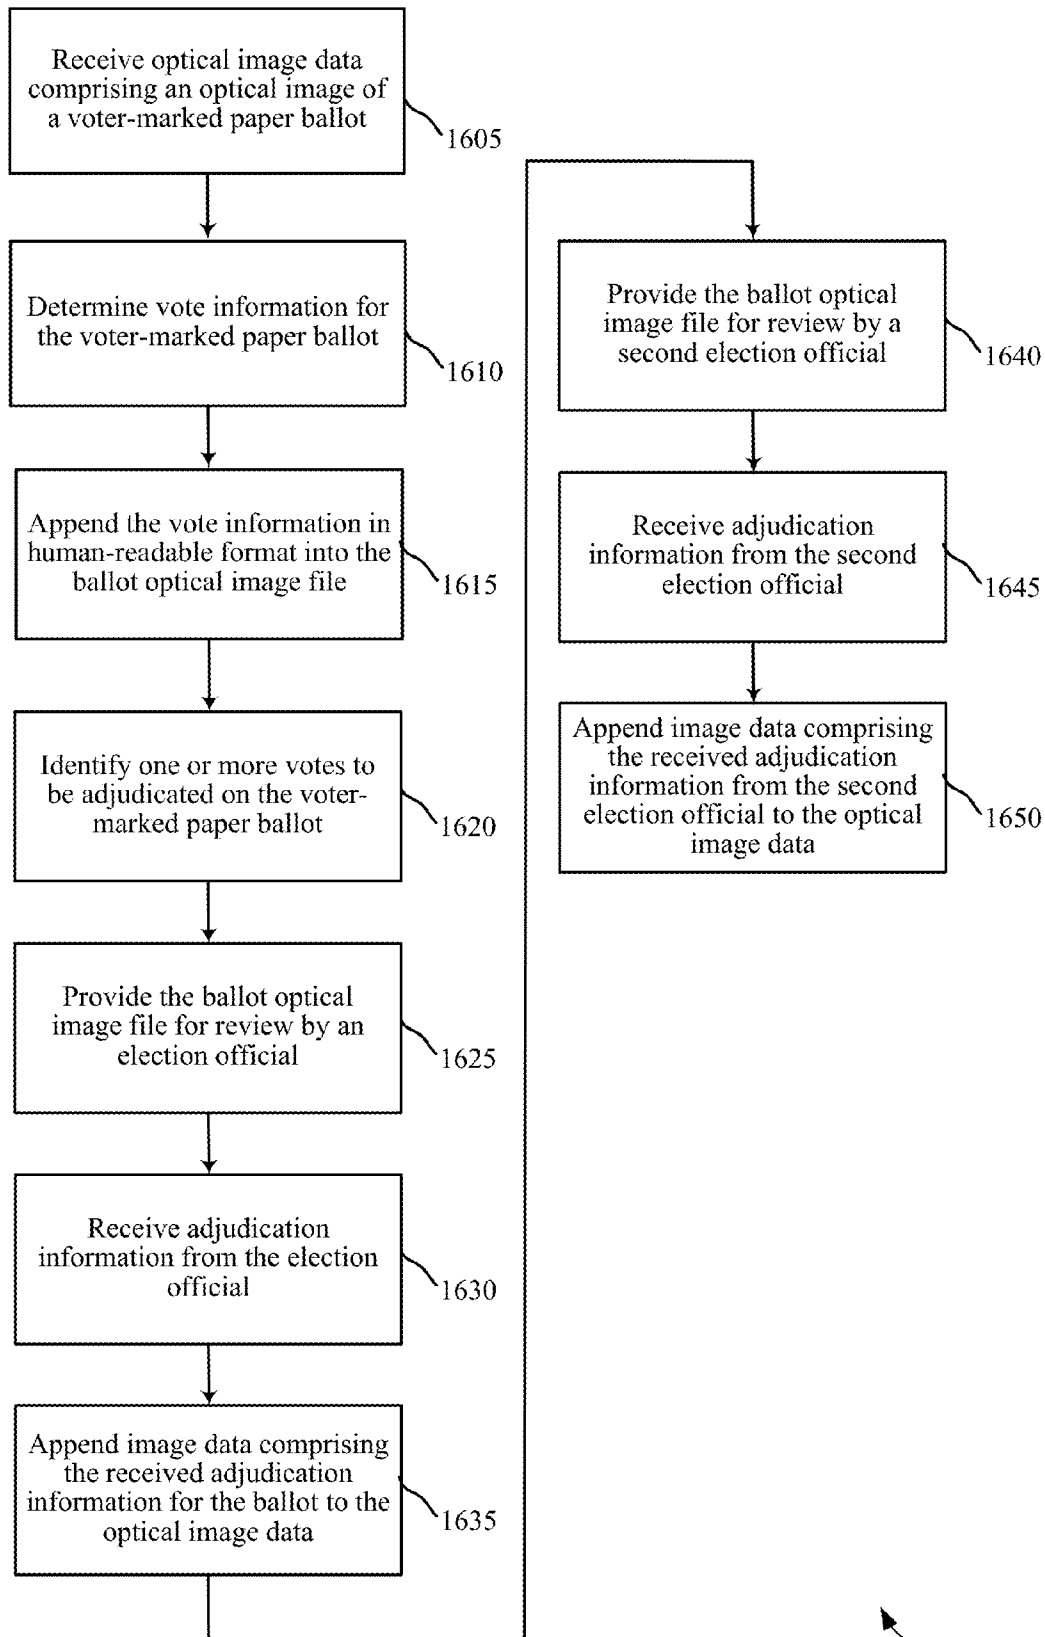 Receive optical image data
comprising an optical image of
a voter-marked paper ballot
1605
Determine vote information for
the voter-marked paper ballot
1610
Append the vote information in
human-readable format into the
ballot optical image file
1615
Identify one or more votes to
be adjudicated on the voter-
marked paper ballot
1620
Provide the ballot optical
image file for review by an
election official
1625
Receive adjudication
information from the election
official
1630
Append image data comprising
the received adjudication
information for the ballot to the
optical image data
1635
Provide the ballot optical
image file for review by a
second election official
1640
Receive adjudication
information from the second
election official
1645
Append image data comprising
the received adjudication
information from the second
election official to the optical
image data
1650